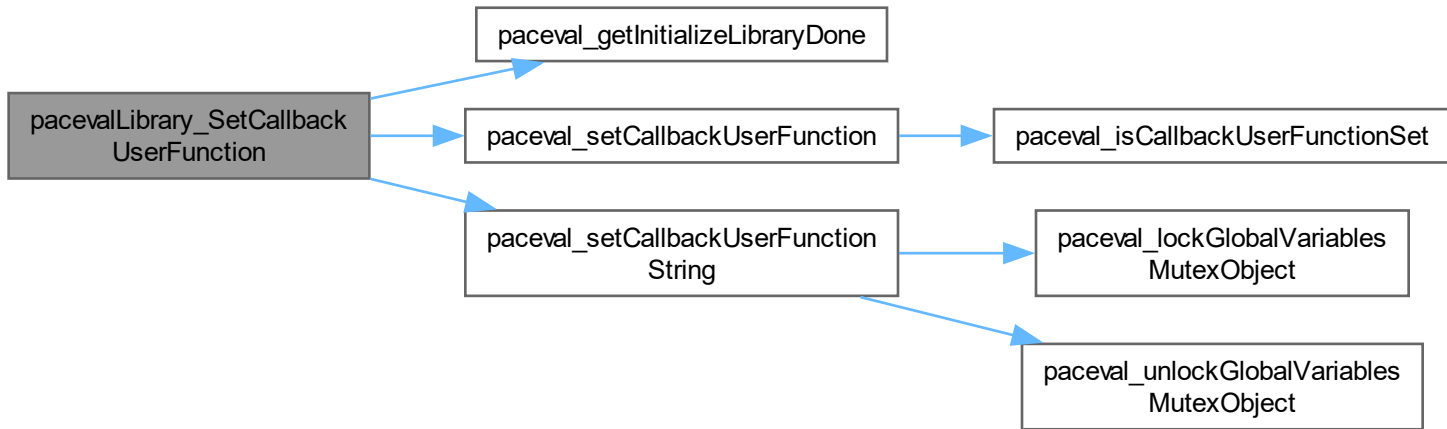 paceval_getInitializeLibraryDone
pacevalLibrary_SetCallback
UserFunction
paceval_setCallbackUserFunction
paceval_isCallbackUserFunctionSet
paceval_setCallbackUserFunction
String
paceval_lockGlobalVariables
MutexObject
paceval_unlockGlobalVariables
MutexObject